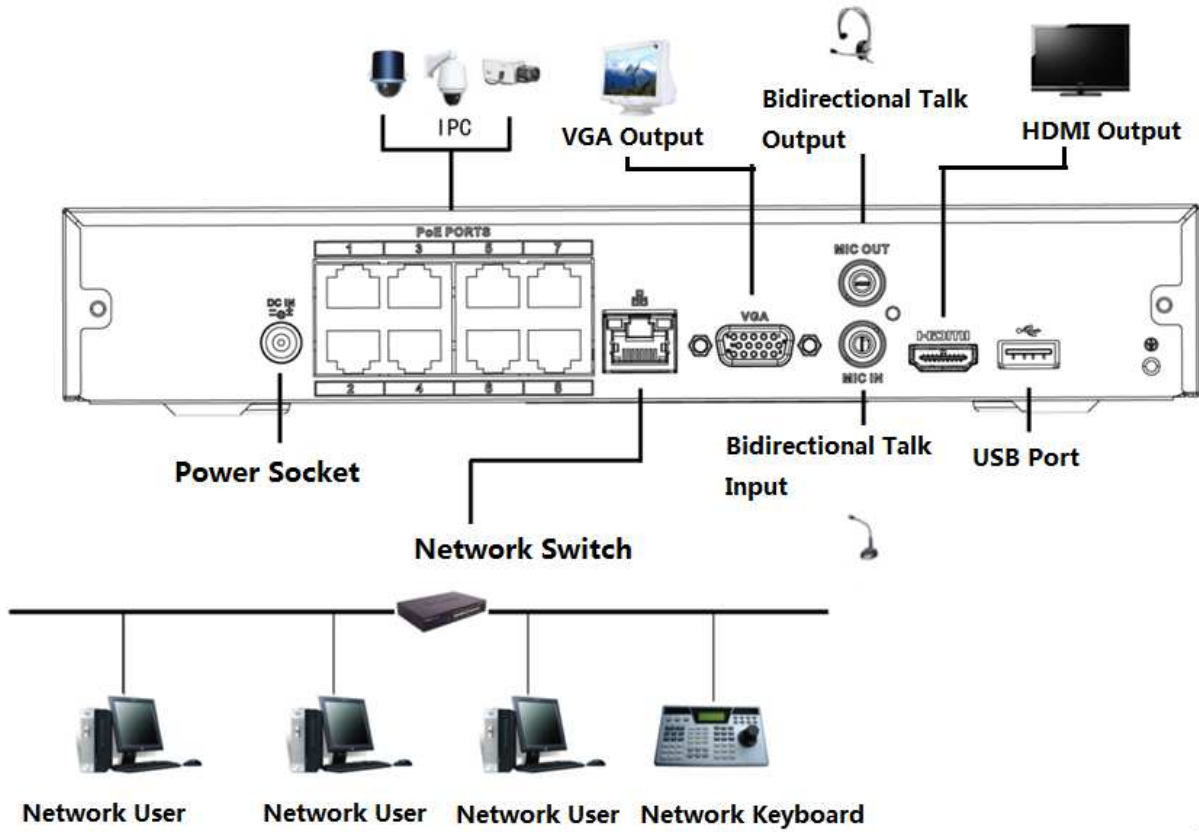 IPC
VGA Output
Bidirectional Talk
Output
HDMI Output
PoE PORTS
1 3 5 7
MIC OUT
DC IN
VGA
HDMI
MIC IN
2 4 6 8
Power Socket
Bidirectional Talk
Input
USB Port
Network Switch
Network User
Network User
Network User
Network Keyboard